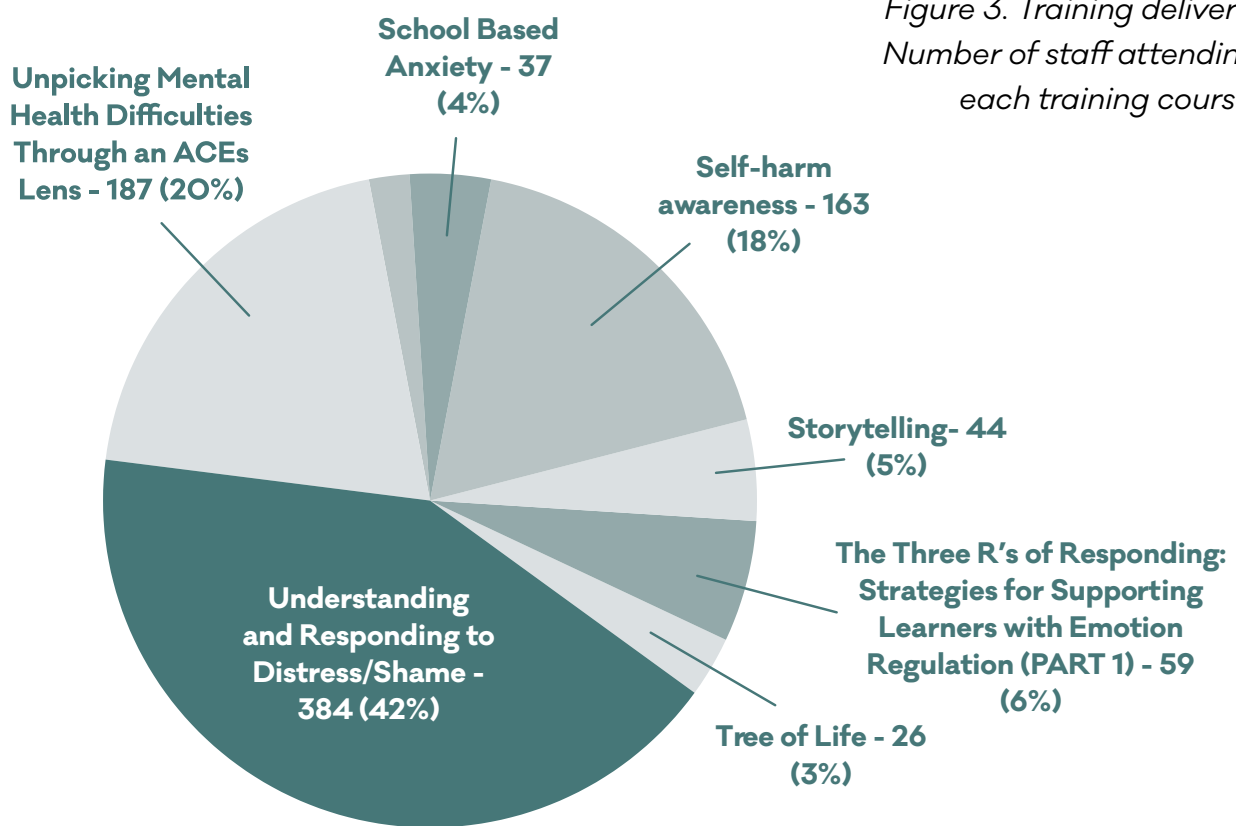 Figure 3. Training deliver
Number of staff attendin
each training cours
School Based
Anxiety - 37
(4%)
Unpicking Mental
Health Difficulties
Through an ACEs
Lens - 187 (20%)
Self-harm
awareness - 163
(18%)
Storytelling- 44
(5%)
The Three R's of Responding:
Strategies for Supporting
Learners with Emotion
Regulation (PART 1) - 59
(6%)
Tree of Life - 26
(3%)
Understanding
and Responding to
Distress/Shame -
384 (42%)